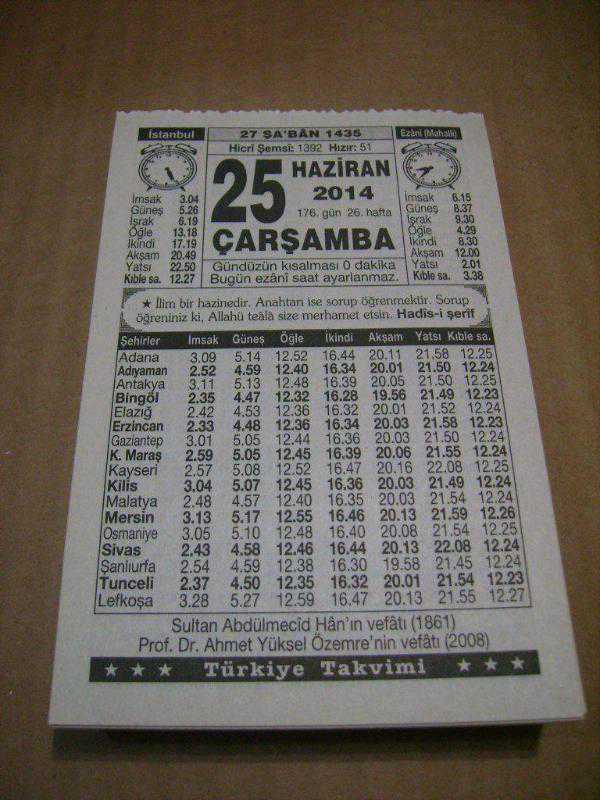 İstanbul
27 ŞA'BÂN 1435
Ezânî (Mahallî)
Hicrî Şemsî: 1392 Hızır: 51
25
HAZİRAN
2014
176. gün 26. hafta
ÇARŞAMBA
İmsak 3.04
Güneş 5.26
İşrak 6.19
Öğle 13.18
İkindi 17.19
Akşam 20.49
Yatsı 22.50
Kıble sa. 12.27
İmsak 6.15
Güneş 8.37
İşrak 9.30
Öğle 4.29
İkindi 8.30
Akşam 12.00
Yatsı 2.01
Kıble sa. 3.38
Gündüzün kısalması 0 dakika
Bugün ezânî saat ayarlanmaz.
★ İlim bir hazinedir. Anahtarı ise sorup öğrenmektir. Sorup
öğreniniz ki, Allahü teâlâ size merhamet etsin. Hadîs-i şerîf
Şehirler İmsak Güneş Öğle İkindi Akşam Yatsı Kıble sa.
Adana 3.09 5.14 12.52 16.44 20.11 21.58 12.25
Adıyaman 2.52 4.59 12.40 16.34 20.01 21.50 12.24
Antakya 3.11 5.13 12.48 16.39 20.05 21.50 12.25
Bingöl 2.35 4.47 12.32 16.28 19.56 21.49 12.23
Elazığ 2.42 4.53 12.36 16.32 20.01 21.52 12.24
Erzincan 2.33 4.48 12.36 16.34 20.03 21.58 12.23
Gaziantep 3.01 5.05 12.44 16.36 20.03 21.50 12.24
K. Maraş 2.59 5.05 12.45 16.39 20.06 21.55 12.24
Kayseri 2.57 5.08 12.52 16.47 20.16 22.08 12.25
Kilis 3.04 5.07 12.45 16.36 20.03 21.49 12.24
Malatya 2.48 4.57 12.40 16.35 20.03 21.54 12.24
Mersin 3.13 5.17 12.55 16.46 20.13 21.59 12.26
Osmaniye 3.05 5.10 12.48 16.40 20.08 21.54 12.25
Sivas 2.43 4.58 12.46 16.44 20.13 22.08 12.24
Şanlıurfa 2.54 4.59 12.38 16.30 19.58 21.45 12.24
Tunceli 2.37 4.50 12.35 16.32 20.01 21.54 12.23
Lefkoşa 3.28 5.27 12.59 16.47 20.13 21.55 12.27
Sultan Abdülmecîd Hân'ın vefâtı (1861)
Prof. Dr. Ahmet Yüksel Özemre'nin vefâtı (2008)
★ ★ ★ Türkiye Takvimi ★ ★ ★